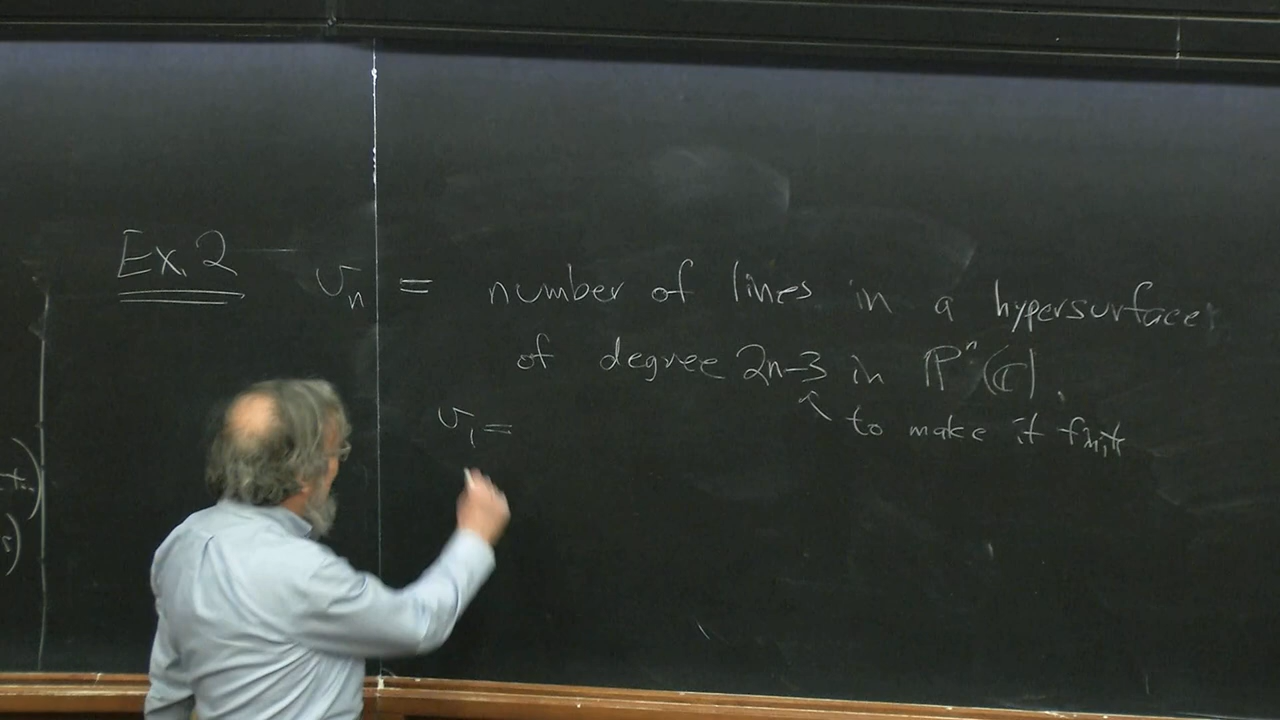 Ex. 2 v_n = number of lines in a hypersurface
of degree 2n-3 in P^n(C).
to make it finite
v_1 =